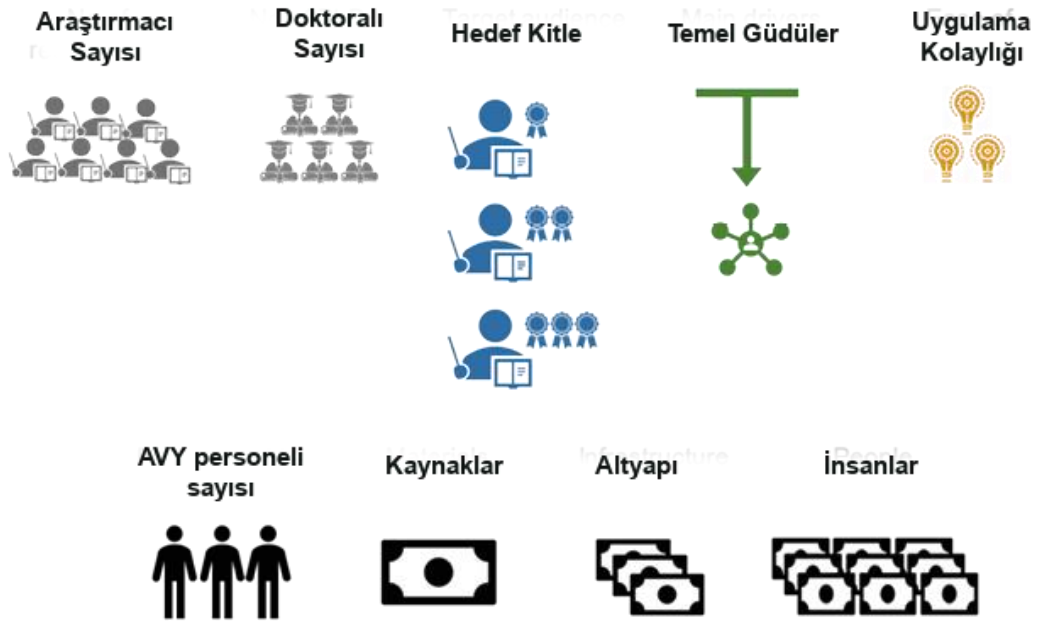 Araştırmacı
Sayısı
Doktoralı
Sayısı
Hedef Kitle
Temel Güdüler
Uygulama
Kolaylığı
AVY personeli
sayısı
Kaynaklar
Altyapı
İnsanlar